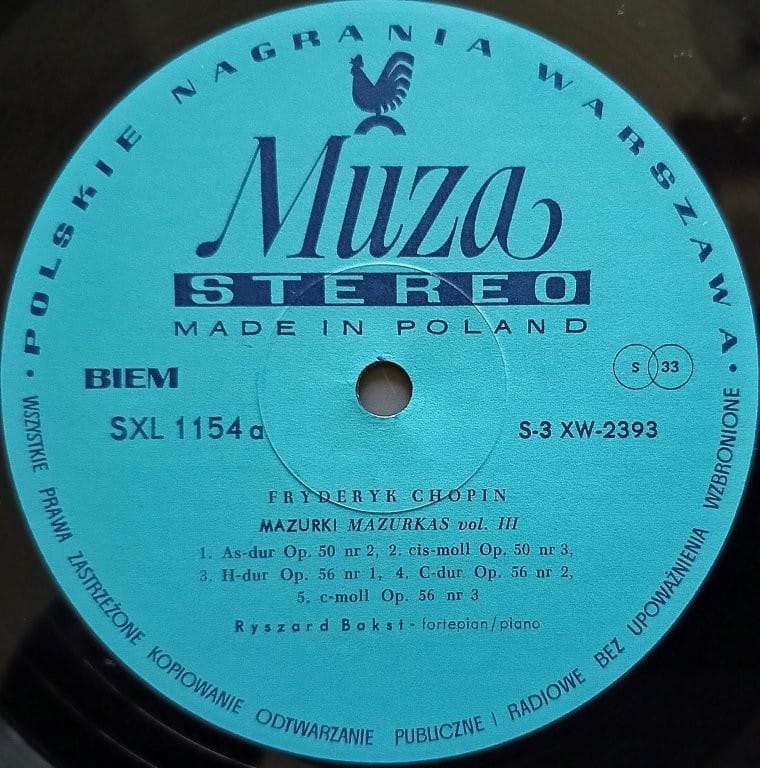 • POLSKIE NAGRANIA WARSZAWA •
Muza
STEREO
MADE IN POLAND
BIEM
S 33
SXL 1154 a
S-3 XW-2393
FRYDERYK CHOPIN
MAZURKI MAZURKAS vol. III
1. As-dur Op. 50 nr 2, 2. cis-moll Op. 50 nr 3,
3. H-dur Op. 56 nr 1, 4. C-dur Op. 56 nr 2,
5. c-moll Op. 56 nr 3
Ryszard Bakst - fortepian/piano
WSZYSTKIE PRAWA ZASTRZEŻONE KOPIOWANIE ODTWARZANIE PUBLICZNE I RADIOWE BEZ UPOWAŻNIENIA WZBRONIONE